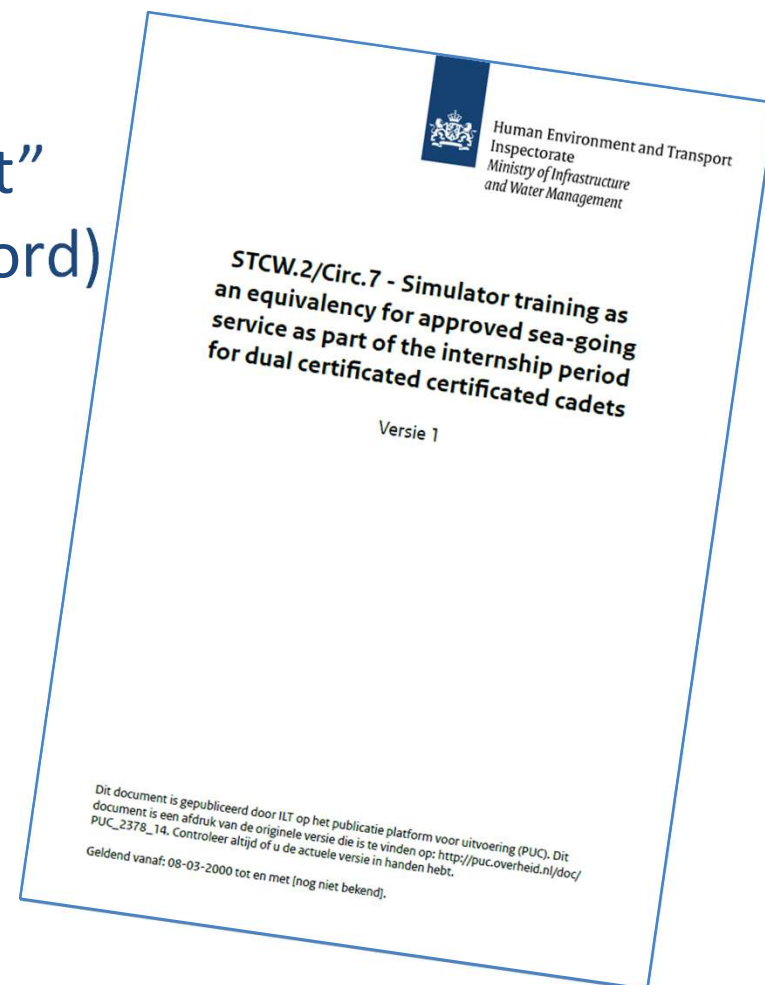 t”
ord)
Human Environment and Transport
Inspectorate
Ministry of Infrastructure
and Water Management
STCW.2/Circ.7 - Simulator training as
an equivalency for approved sea-going
service as part of the internship period
for dual certificated certificated cadets
Versie 1
Dit document is gepubliceerd door ILT op het publicatie platform voor uitvoering (PUC). Dit
document is een afdruk van de originele versie die is te vinden op: http://puc.overheid.nl/doc/
PUC_2378_14. Controleer altijd of u de actuele versie in handen hebt.
Geldend vanaf: 08-03-2000 tot en met [nog niet bekend].